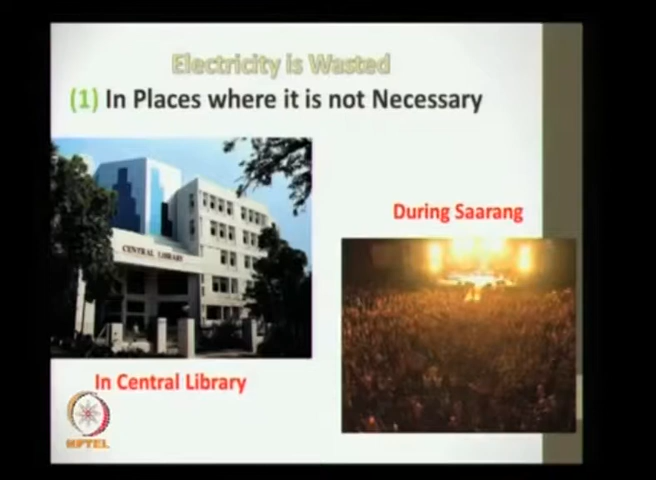 Electricity is Wasted
(1) In Places where it is not Necessary
During Saarang
CENTRAL LIBRARY
In Central Library
NPTEL